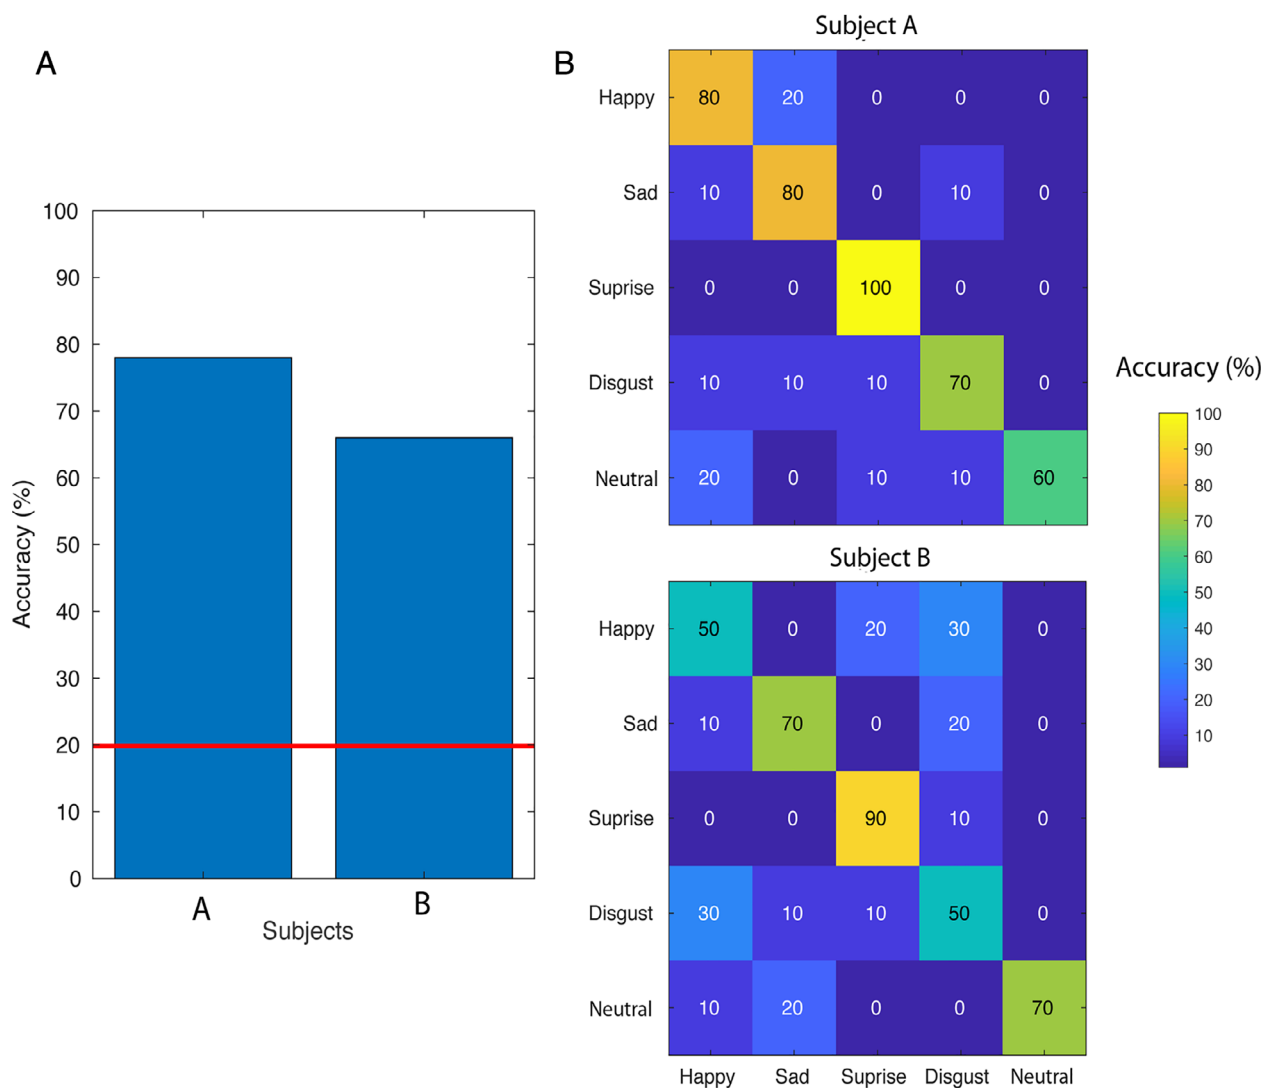 A
100
90
80
70
60
50
40
30
20
10
0
Accuracy (%)
A B
Subjects
B
Subject A
Happy 80 20 0 0 0
Sad 10 80 0 10 0
Suprise 0 0 100 0 0
Disgust 10 10 10 70 0
Neutral 20 0 10 10 60
Subject B
Happy 50 0 20 30 0
Sad 10 70 0 20 0
Suprise 0 0 90 10 0
Disgust 30 10 10 50 0
Neutral 10 20 0 0 70
Happy Sad Suprise Disgust Neutral
Accuracy (%)
100
90
80
70
60
50
40
30
20
10